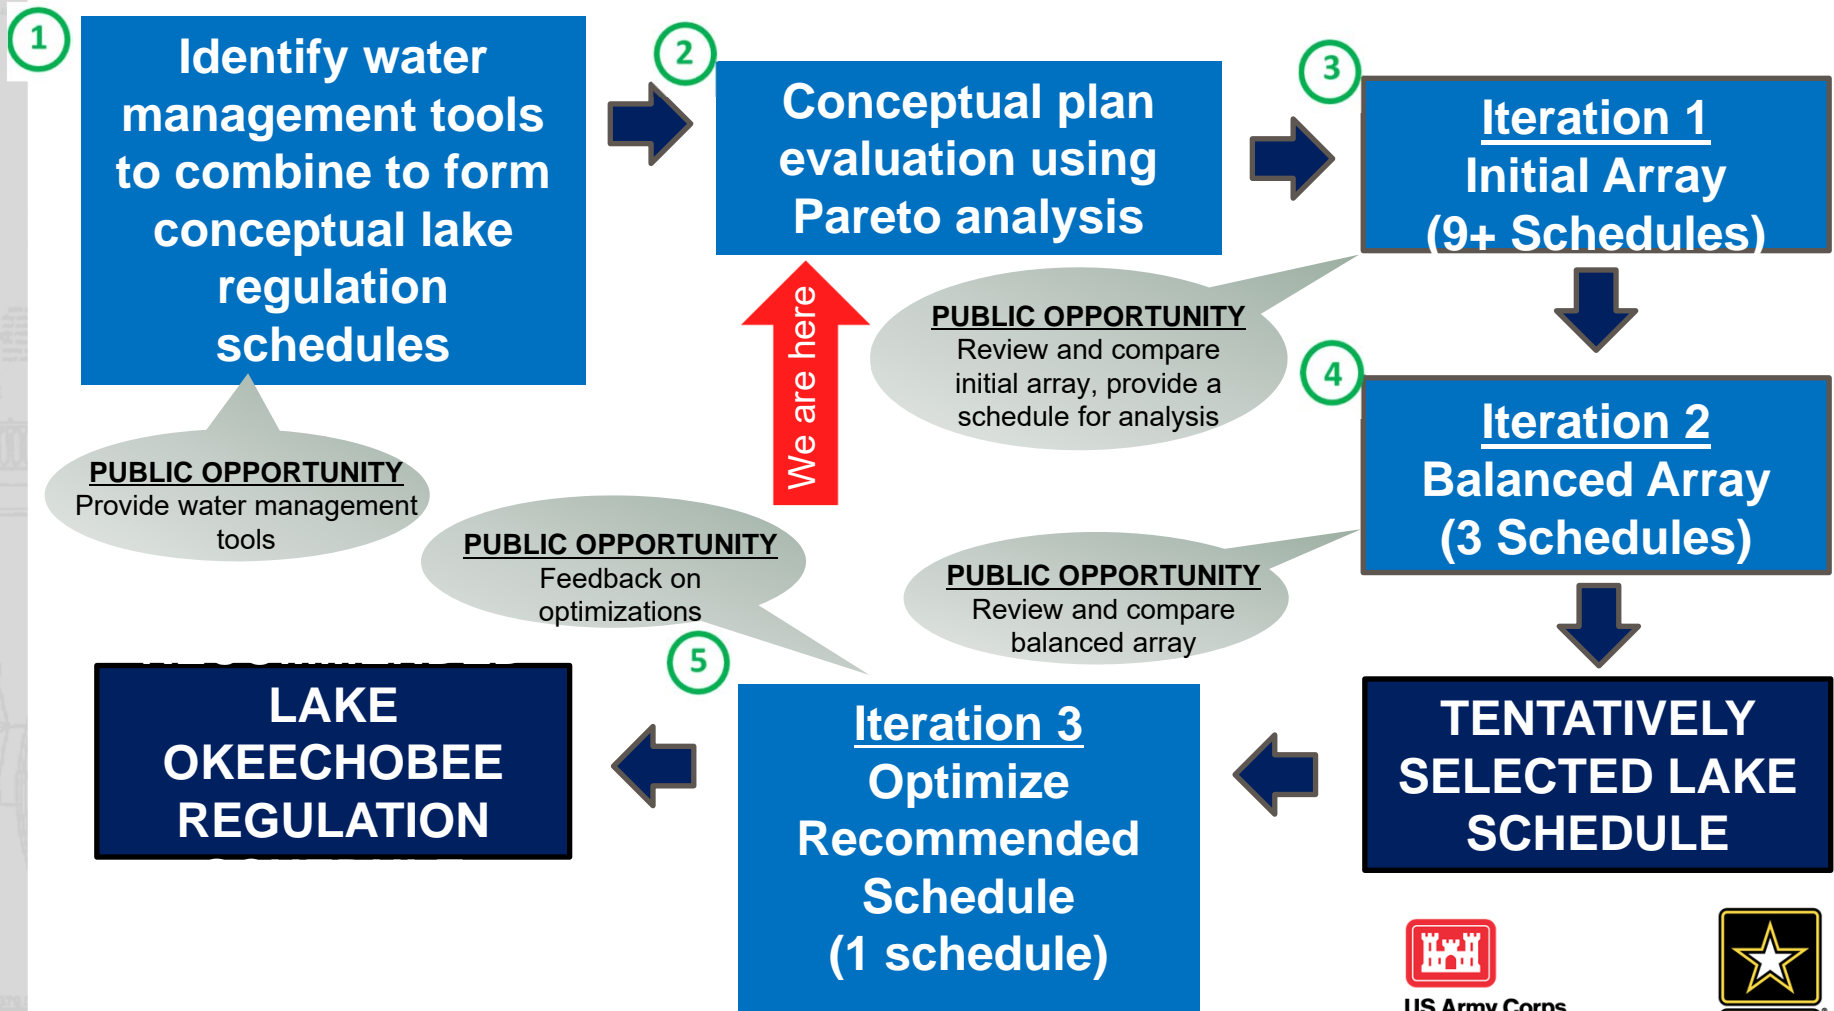 1
Identify water
management tools
to combine to form
conceptual lake
regulation
schedules
2
Conceptual plan
evaluation using
Pareto analysis
3
Iteration 1
Initial Array
(9+ Schedules)
We are here
PUBLIC OPPORTUNITY
Review and compare
initial array, provide a
schedule for analysis
4
Iteration 2
Balanced Array
(3 Schedules)
PUBLIC OPPORTUNITY
Provide water management
tools
PUBLIC OPPORTUNITY
Feedback on
optimizations
PUBLIC OPPORTUNITY
Review and compare
balanced array
5
LAKE
OKEECHOBEE
REGULATION
Iteration 3
Optimize
Recommended
Schedule
(1 schedule)
TENTATIVELY
SELECTED LAKE
SCHEDULE
US Army Corps